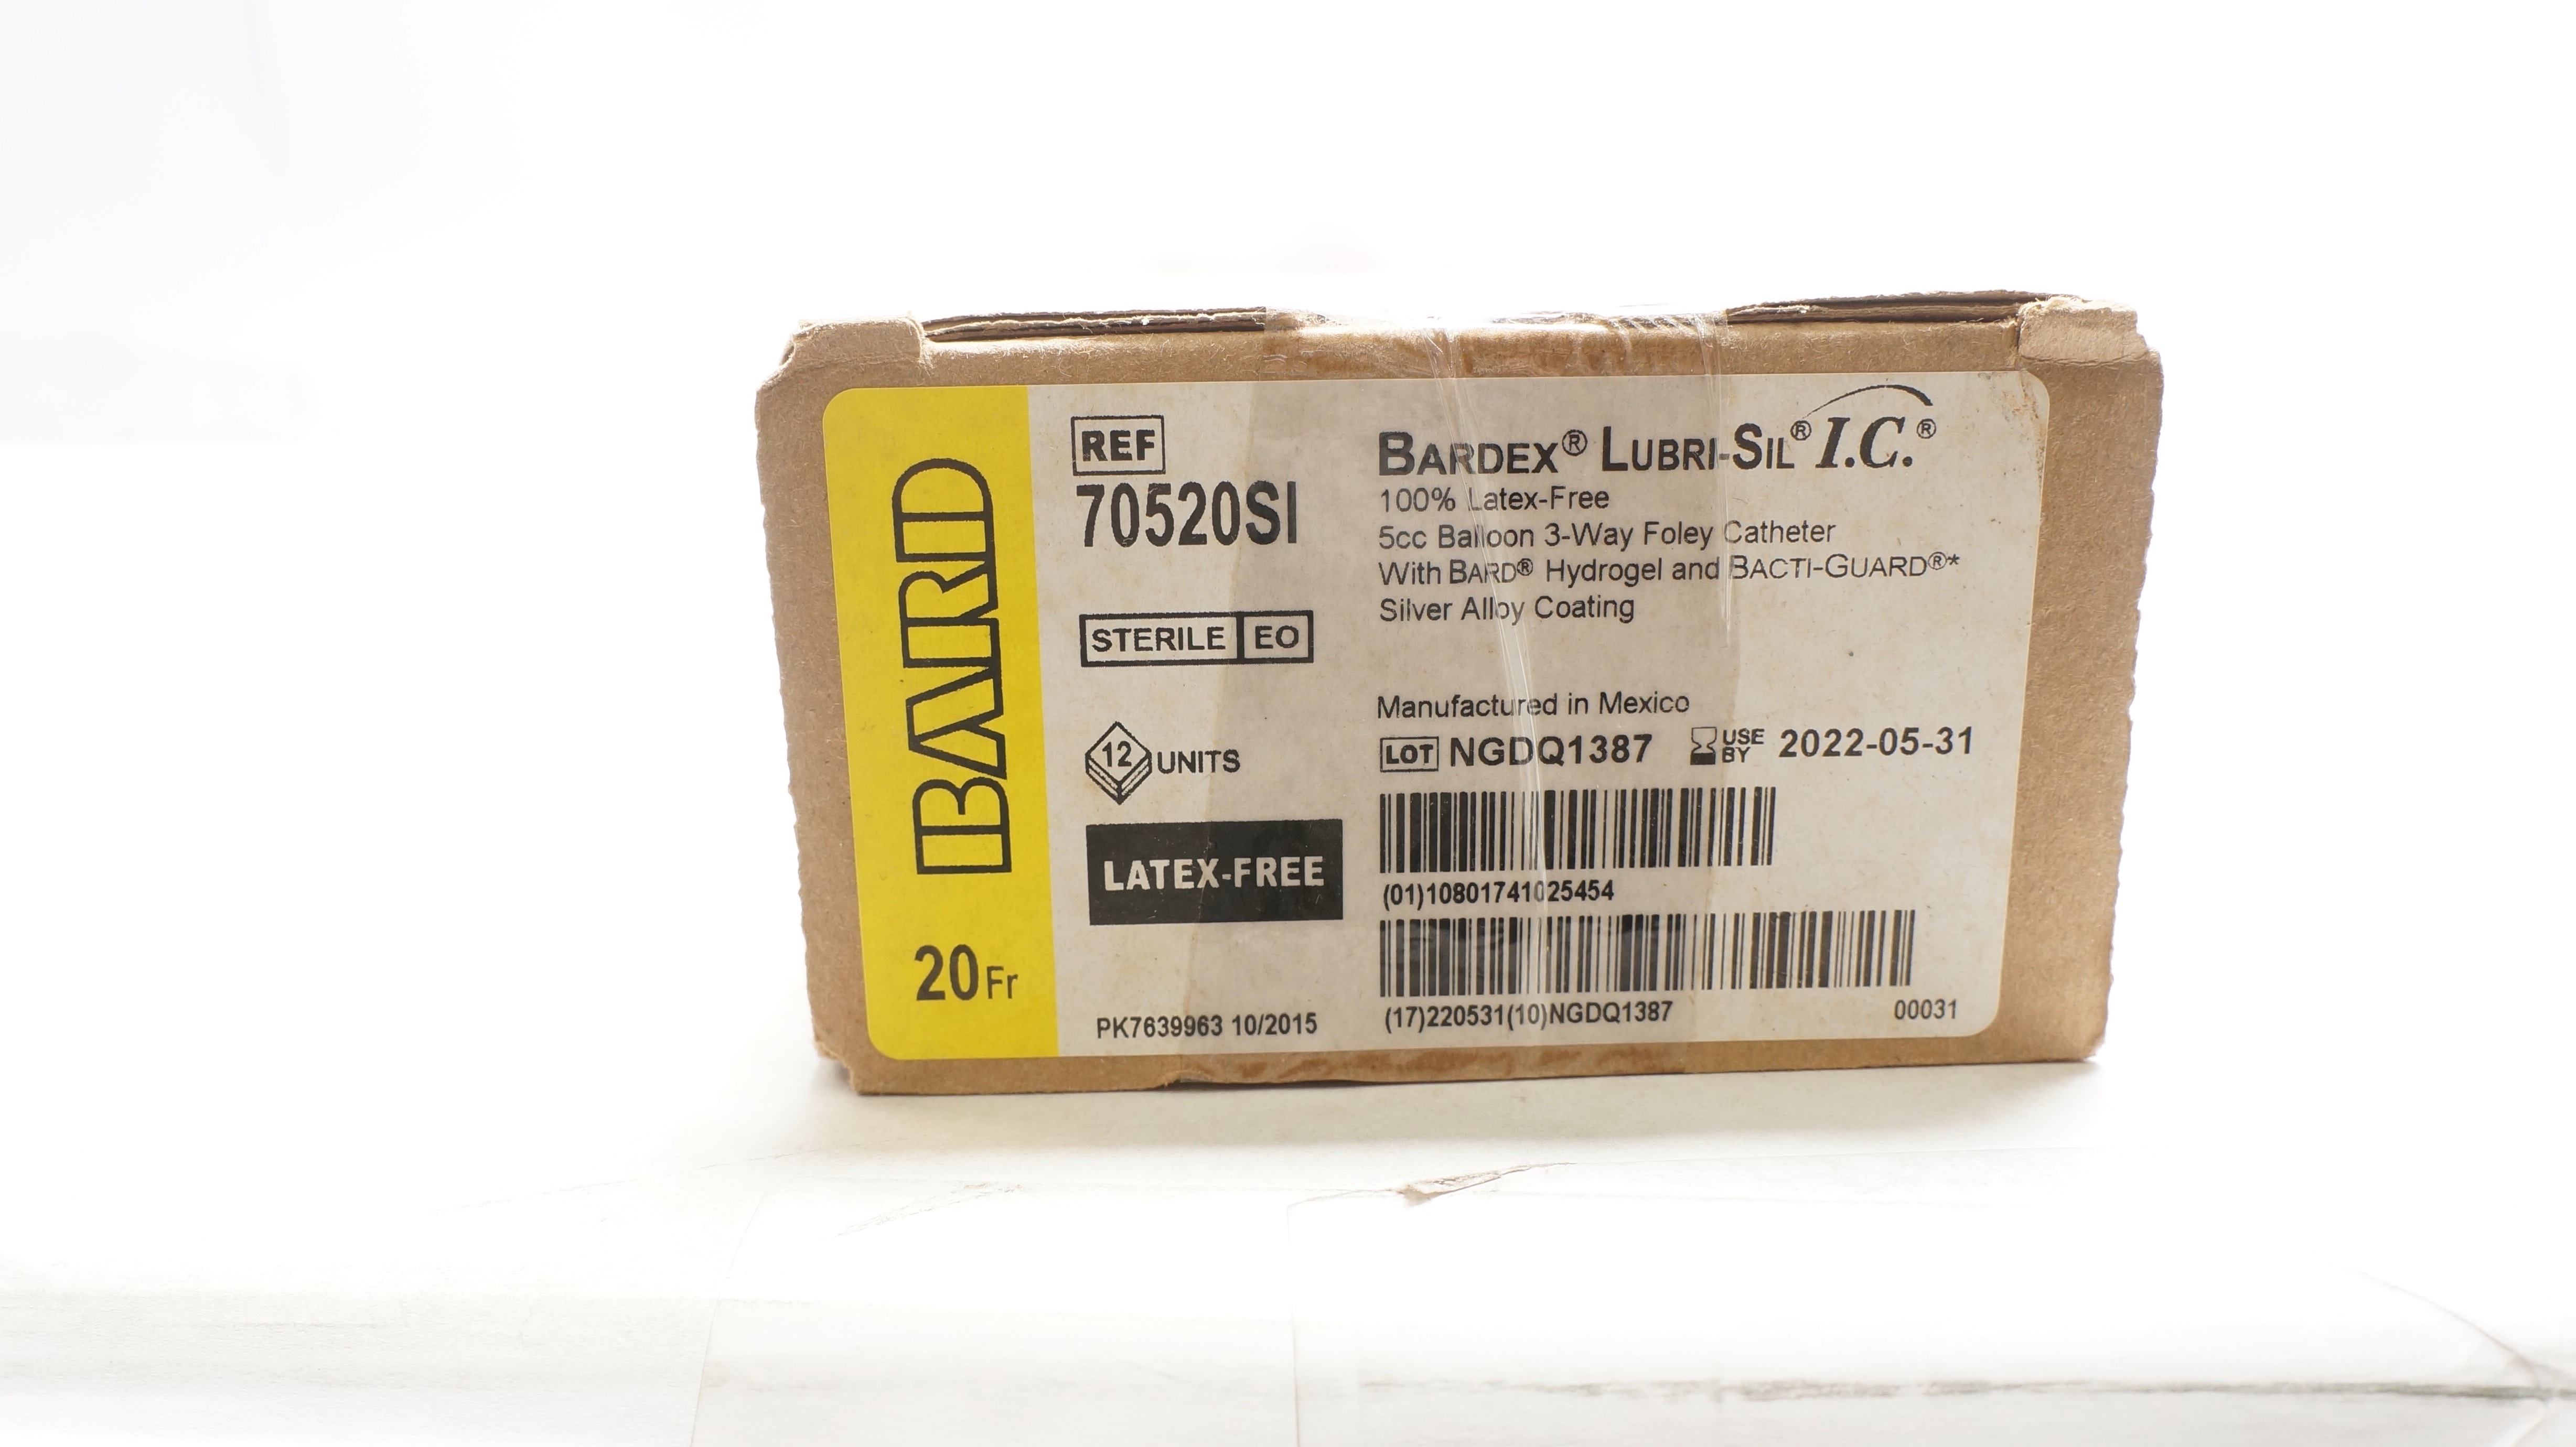 BARD
20 Fr
REF
70520SI
STERILE EO
12 UNITS
LATEX-FREE
PK7639963 10/2015
BARDEX® LUBRI-SIL® I.C.®
100% Latex-Free
5cc Balloon 3-Way Foley Catheter
With BARD® Hydrogel and BACTI-GUARD®*
Silver Alloy Coating
Manufactured in Mexico
LOT NGDQ1387 USE BY 2022-05-31
(01)10801741025454
(17)220531(10)NGDQ1387 00031